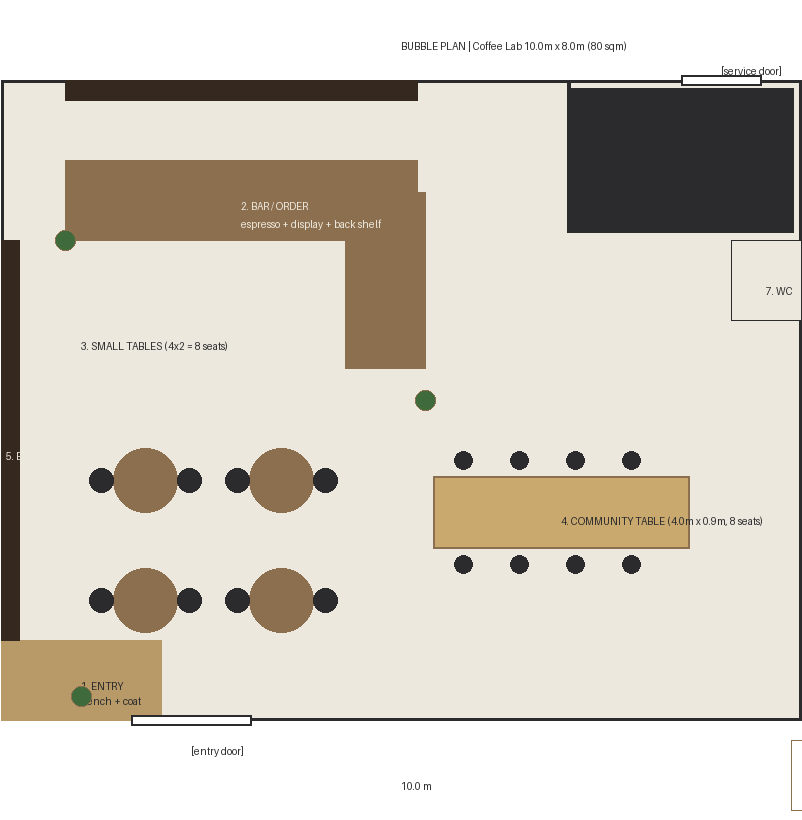 BUBBLE PLAN | Coffee Lab 10.0m x 8.0m (80 sqm)
[service door]
2. BAR / ORDER
espresso + display + back shelf
7. WC
3. SMALL TABLES (4x2 = 8 seats)
5.
4. COMMUNITY TABLE (4.0m x 0.9m, 8 seats)
1. ENTRY
+ coat
[entry door]
10.0 m